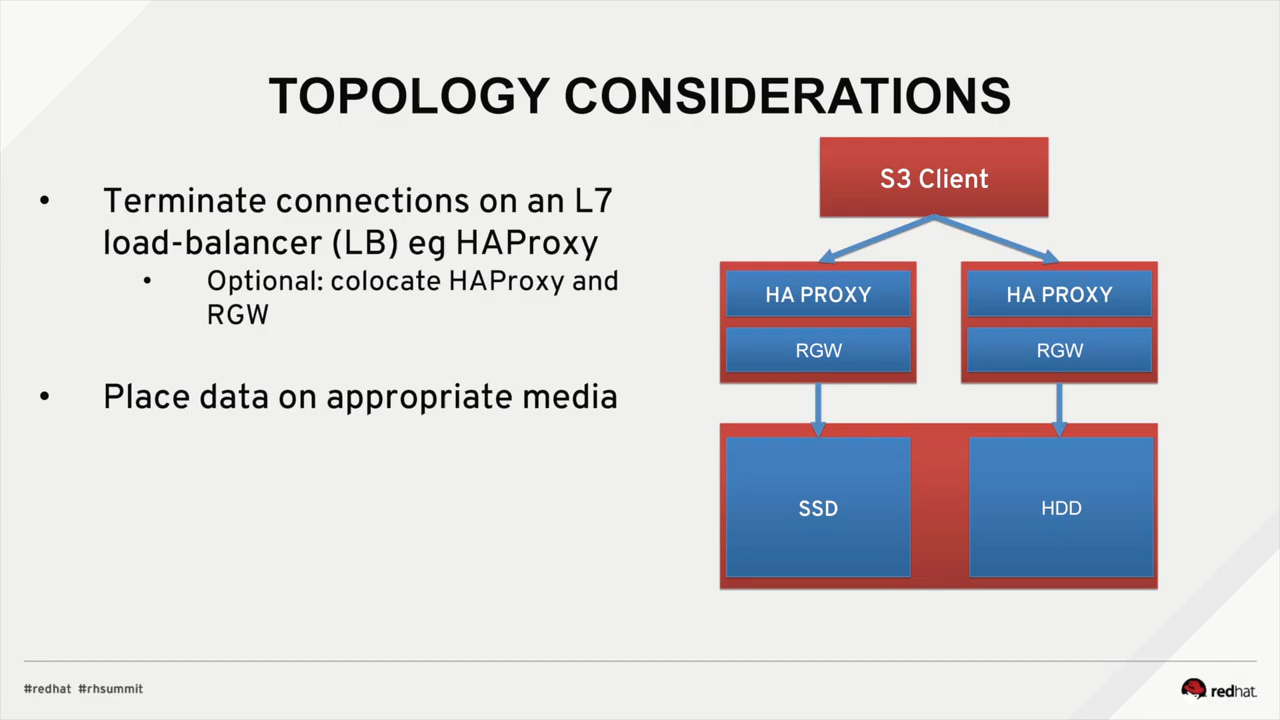 TOPOLOGY CONSIDERATIONS
• Terminate connections on an L7
load-balancer (LB) eg HAProxy
• Optional: colocate HAProxy and
RGW
• Place data on appropriate media
S3 Client
HA PROXY
HA PROXY
RGW
RGW
SSD
HDD
#redhat #rhsummit
redhat.